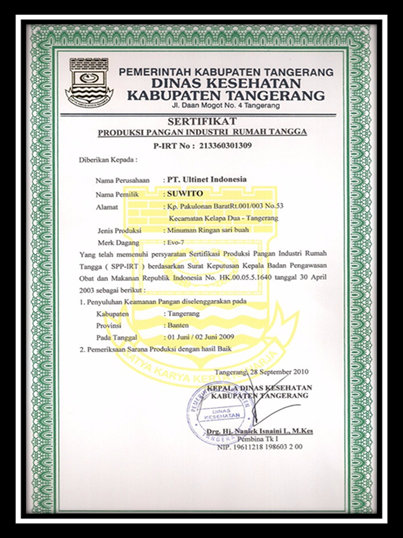 PEMERINTAH KABUPATEN TANGERANG
DINAS KESEHATAN
KABUPATEN TANGERANG
Jl. Daan Mogot No. 4 Tangerang
SERTIFIKAT
PRODUKSI PANGAN INDUSTRI RUMAH TANGGA
P-IRT No : 213360301309
Diberikan Kepada :
Nama Perusahaan : PT. Ultinet Indonesia
Nama Pemilik : SUWITO
Alamat : Kp. Pakulonan BaratRt.001/003 No.53
Kecamatan Kelapa Dua - Tangerang
Jenis Produksi : Minuman Ringan sari buah
Merk Dagang : Evo-7
Yang telah memenuhi persyaratan Sertifikasi Produksi Pangan Industri Rumah
Tangga ( SPP-IRT ) berdasarkan Surat Keputusan Kepala Badan Pengawasan
Obat dan Makanan Republik Indonesia No. HK.00.05.5.1640 tanggal 30 April
2003 sebagai berikut :
1. Penyuluhan Keamanan Pangan diselenggarakan pada
Kabupaten : Tangerang
Provinsi : Banten
Pada Tanggal : 01 Juni / 02 Juni 2009
2. Pemeriksaan Sarana Produksi dengan hasil Baik
Tangerang, 28 September 2010
KEPALA DINAS KESEHATAN
KABUPATEN TANGERANG
DINAS
KESEHATAN
Drg. Hj. Naniek Isnaini L, M.Kes
Pembina Tk I
NIP. 19611218 198603 2 00